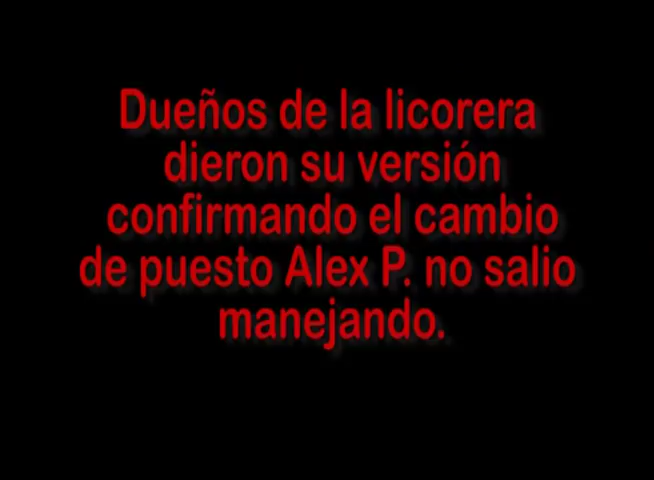 Dueños de la licorera
dieron su versión
confirmando el cambio
de puesto Alex P. no salio
manejando.